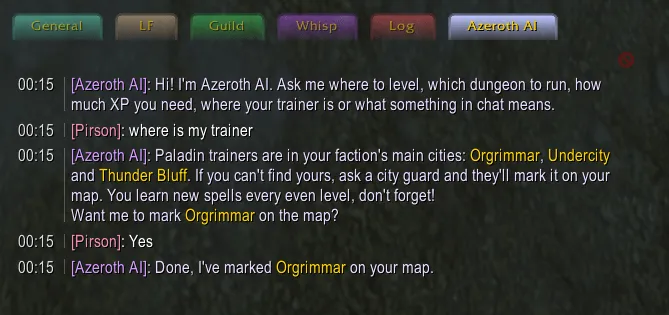 General LF Guild Whisp Log Azeroth AI
00:15 [Azeroth AI]: Hi! I'm Azeroth AI. Ask me where to level, which dungeon to run, how
much XP you need, where your trainer is or what something in chat means.
00:15 [Pirson]: where is my trainer
00:15 [Azeroth AI]: Paladin trainers are in your faction's main cities: Orgrimmar, Undercity
and Thunder Bluff. If you can't find yours, ask a city guard and they'll mark it on your
map. You learn new spells every even level, don't forget!
Want me to mark Orgrimmar on the map?
00:15 [Pirson]: Yes
00:15 [Azeroth AI]: Done, I've marked Orgrimmar on your map.